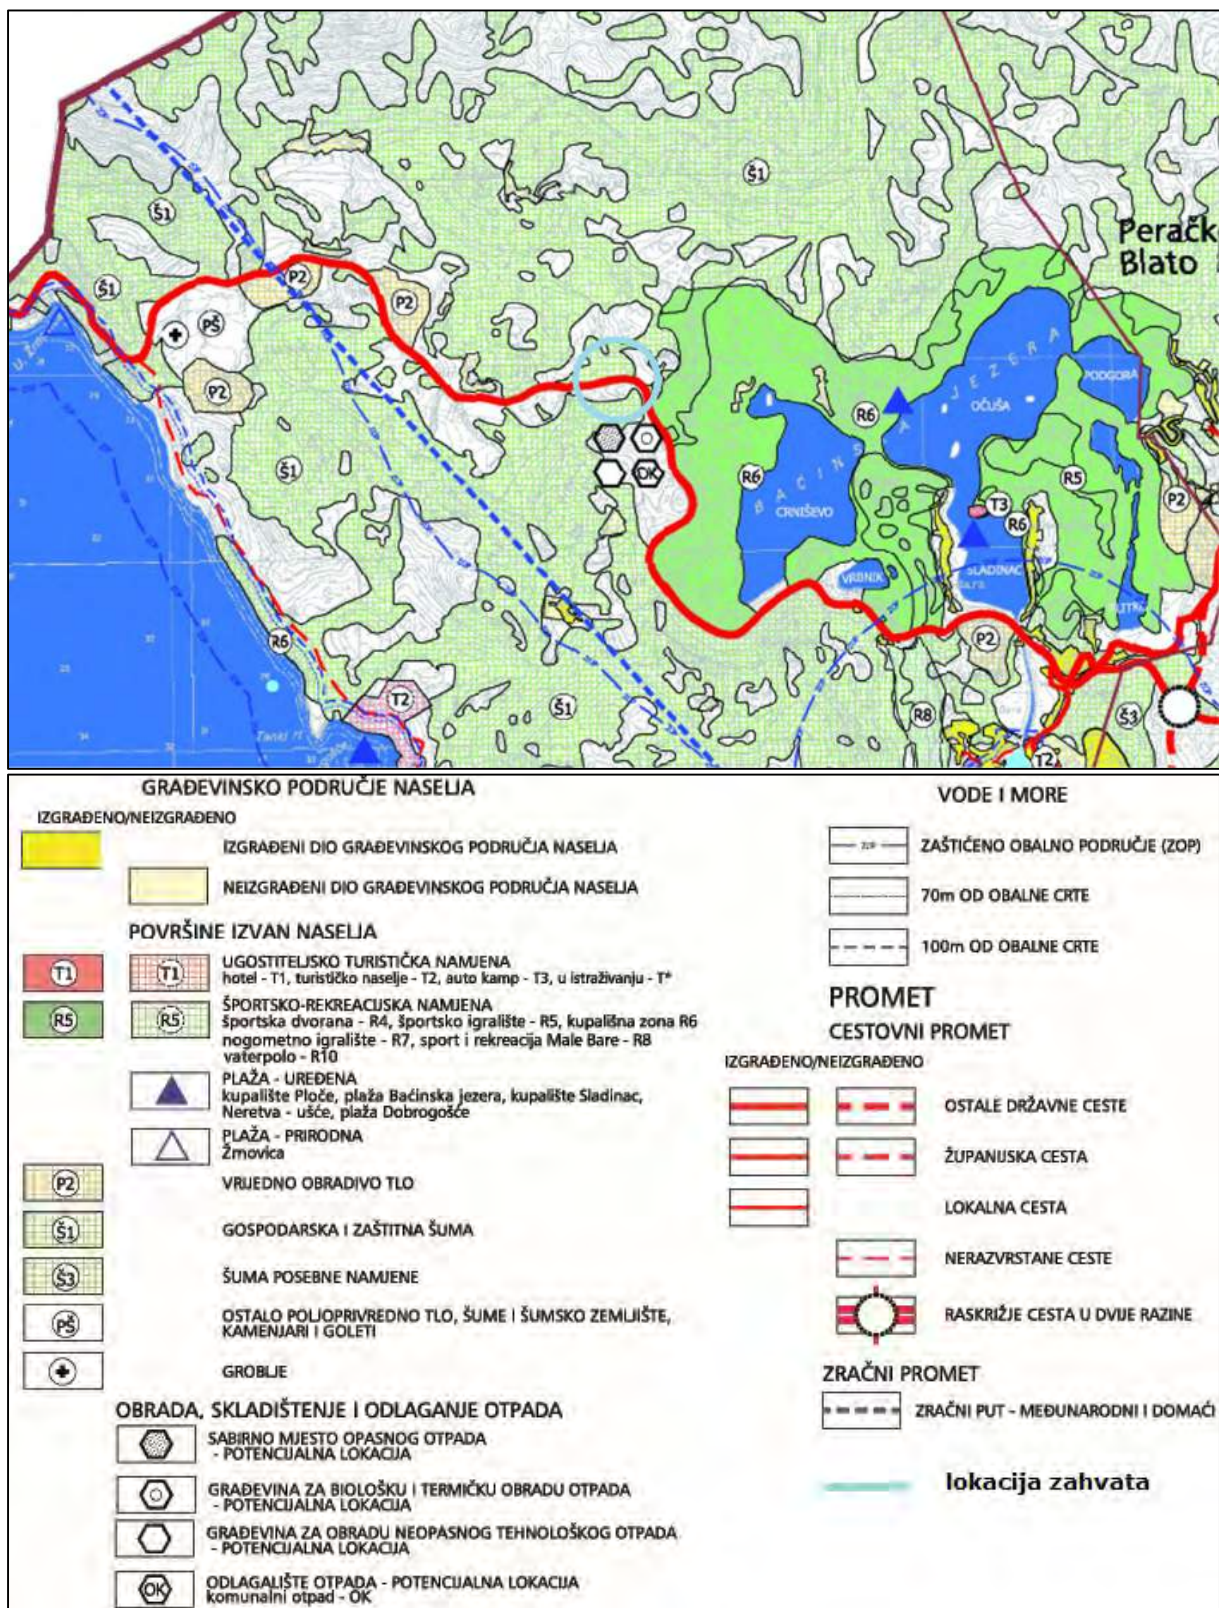 Š1
Š1
Peračko
Blato
Š1
P2
P2
PŠ
P2
JEZERA
PODGORA
OČUŠA
R6
BAĆINSKA
Š1
R6
R5
OK
CRNIŠEVO
T3
P2
R6
VRBNIK
SLADINAC
R6
P2
T2
Š1
R8
Š3
T2
GRAĐEVINSKO PODRUČJE NASELJA
IZGRAĐENO/NEIZGRAĐENO
IZGRAĐENI DIO GRAĐEVINSKOG PODRUČJA NASELJA
NEIZGRAĐENI DIO GRAĐEVINSKOG PODRUČJA NASELJA
POVRŠINE IZVAN NASELJA
T1 T1 UGOSTITELJSKO TURISTIČKA NAMJENA
hotel - T1, turističko naselje - T2, auto kamp - T3, u istraživanju - T*
R5 R5 ŠPORTSKO-REKREACIJSKA NAMJENA
športska dvorana - R4, športsko igralište - R5, kupališna zona R6
nogometno igralište - R7, sport i rekreacija Male Bare - R8
vaterpolo - R10
PLAŽA - UREĐENA
kupalište Ploče, plaža Baćinska jezera, kupalište Sladinac,
Neretva - ušće, plaža Dobrogošće
PLAŽA - PRIRODNA
Žrnovica
P2 VRIJEDNO OBRADIVO TLO
Š1 GOSPODARSKA I ZAŠTITNA ŠUMA
Š3 ŠUMA POSEBNE NAMJENE
PŠ OSTALO POLJOPRIVREDNO TLO, ŠUME I ŠUMSKO ZEMLJIŠTE,
KAMENJARI I GOLETI
GROBLJE
OBRADA, SKLADIŠTENJE I ODLAGANJE OTPADA
SABIRNO MJESTO OPASNOG OTPADA
- POTENCIJALNA LOKACIJA
GRAĐEVINA ZA BIOLOŠKU I TERMIČKU OBRADU OTPADA
- POTENCIJALNA LOKACIJA
GRAĐEVINA ZA OBRADU NEOPASNOG TEHNOLOŠKOG OTPADA
- POTENCIJALNA LOKACIJA
OK ODLAGALIŠTE OTPADA - POTENCIJALNA LOKACIJA
komunalni otpad - OK
VODE I MORE
ZOP ZAŠTIĆENO OBALNO PODRUČJE (ZOP)
70m OD OBALNE CRTE
100m OD OBALNE CRTE
PROMET
CESTOVNI PROMET
IZGRAĐENO/NEIZGRAĐENO
OSTALE DRŽAVNE CESTE
ŽUPANIJSKA CESTA
LOKALNA CESTA
NERAZVRSTANE CESTE
RASKRIŽJE CESTA U DVIJE RAZINE
ZRAČNI PROMET
ZRAČNI PUT - MEĐUNARODNI I DOMAĆI
lokacija zahvata